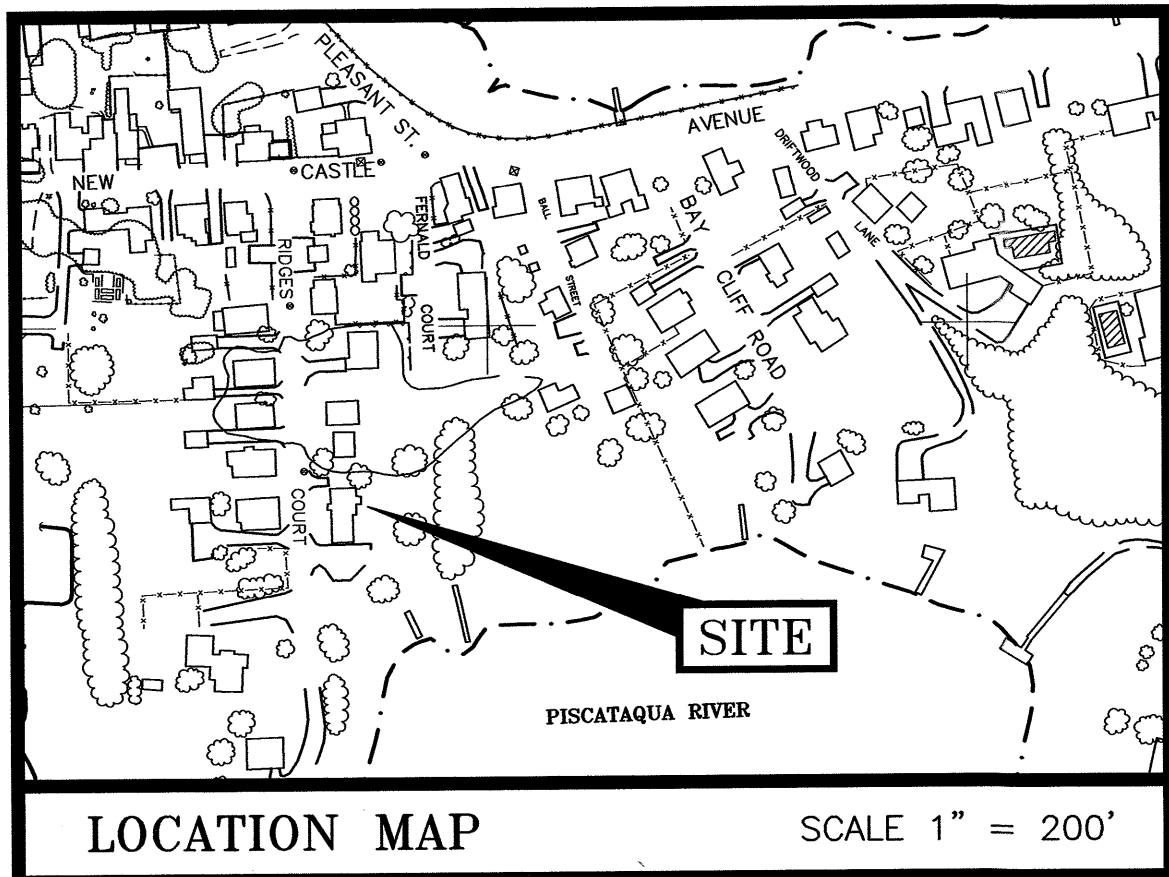 PLEASANT ST.
NEW
CASTLE
AVENUE
DRIFTWOOD
LANE
FERNALD
COURT
BALL
STREET
BAY
CLIFF ROAD
RIDGES
COURT
SITE
PISCATAQUA RIVER
LOCATION MAP
SCALE 1" = 200'